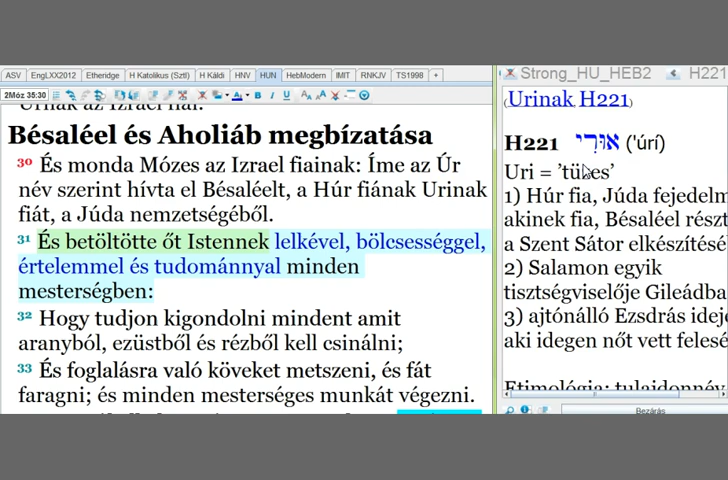 ASV EngLXX2012 Etheridge H Katolikus (Sztl) H Káldi HNV HUN HebModern IMIT RNKJV TS1998 +
2Móz 35:30
Bésaléel és Aholiáb megbízatása
30 És monda Mózes az Izrael fiainak: Íme az Úr
név szerint hívta el Bésaléelt, a Húr fiának Urinak
fiát, a Júda nemzetségéből.
31 És betöltötte őt Istennek lelkével, bölcsességgel,
értelemmel és tudománnyal minden
mesterségben:
32 Hogy tudjon kigondolni mindent amit
aranyból, ezüstből és rézből kell csinálni;
33 És foglalásra való köveket metszeni, és fát
faragni; és minden mesterséges munkát végezni.
Strong_HU_HEB2 H221
(Urinak, H221)
H221 אוּרִי ('úrí)
Uri = 'tüzes'
1) Húr fia, Júda fejedelm
akinek fia, Bésaléel részt
a Szent Sátor elkészítésé
2) Salamon egyik
tisztségviselője Gileádba
3) ajtónálló Ezsdrás idej
aki idegen nőt vett felesé
Etimológia: tulajdonnév
Bezárás